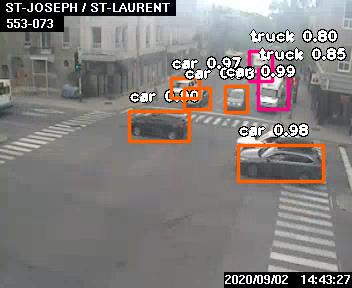 ST-JOSEPH / ST-LAURENT
553-073
truck 0.80
truck 0.85
car 0.97
car 0.99
car 0.98
2020/09/02 14:43:27